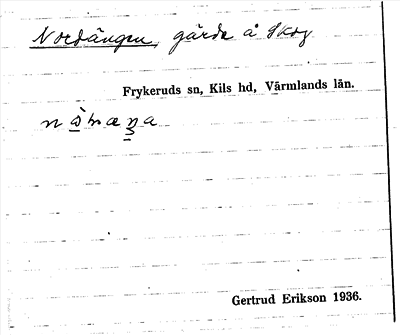 Nordängen, gärde å Skog
Frykeruds sn, Kils hd, Värmlands län.
Gertrud Erikson 1936.